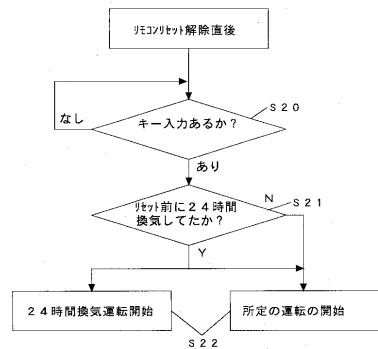 ﾘﾓｺﾝﾘｾｯﾄ解除直後
キー入力あるか？
S20
なし
あり
ﾘｾｯﾄ前に24時間
換気してたか？
N
S21
Y
24時間換気運転開始
所定の運転の開始
S22